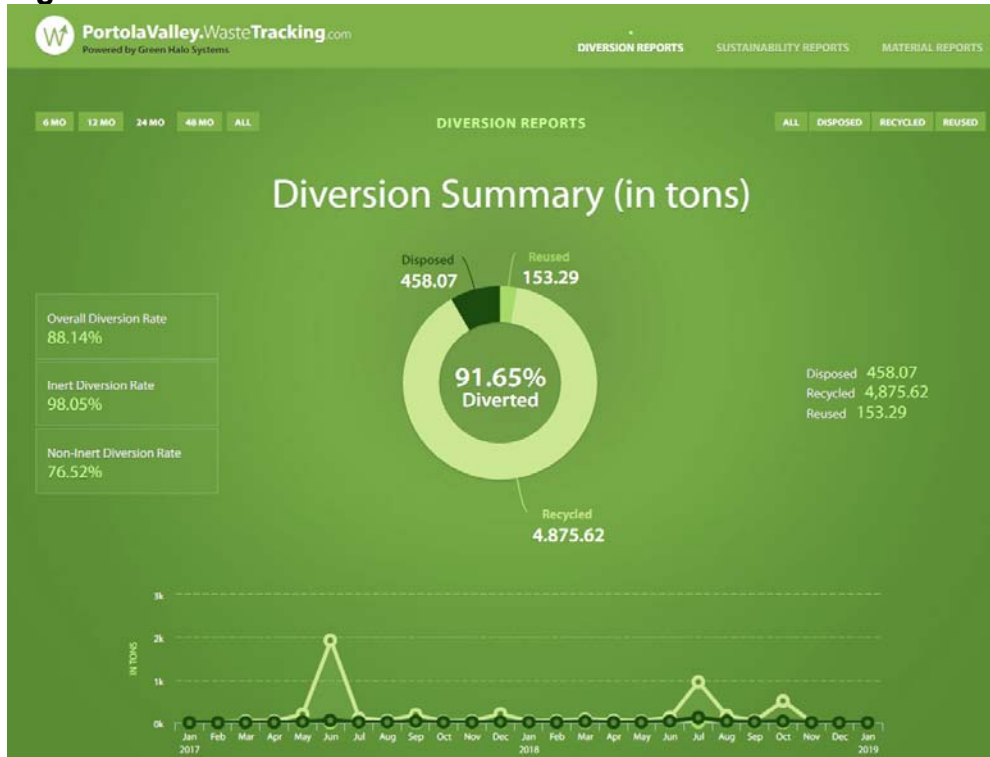 PortolaValley.WasteTracking.com
Powered by Green Halo Systems
DIVERSION REPORTS
SUSTAINABILITY REPORTS
MATERIAL REPORTS
6 MO 12 MO 24 MO 48 MO ALL
DIVERSION REPORTS
ALL DISPOSED RECYCLED REUSED
Diversion Summary (in tons)
Disposed
458.07
Reused
153.29
Overall Diversion Rate
88.14%
Inert Diversion Rate
98.05%
Non-Inert Diversion Rate
76.52%
91.65%
Diverted
Disposed 458.07
Recycled 4,875.62
Reused 153.29
Recycled
4.875.62
3k
2k
IN TONS
1k
0k
Jan Feb Mar Apr May Jun Jul Aug Sep Oct Nov Dec Jan Feb Mar Apr May Jun Jul Aug Sep Oct Nov Dec Jan
2017 2018 2019